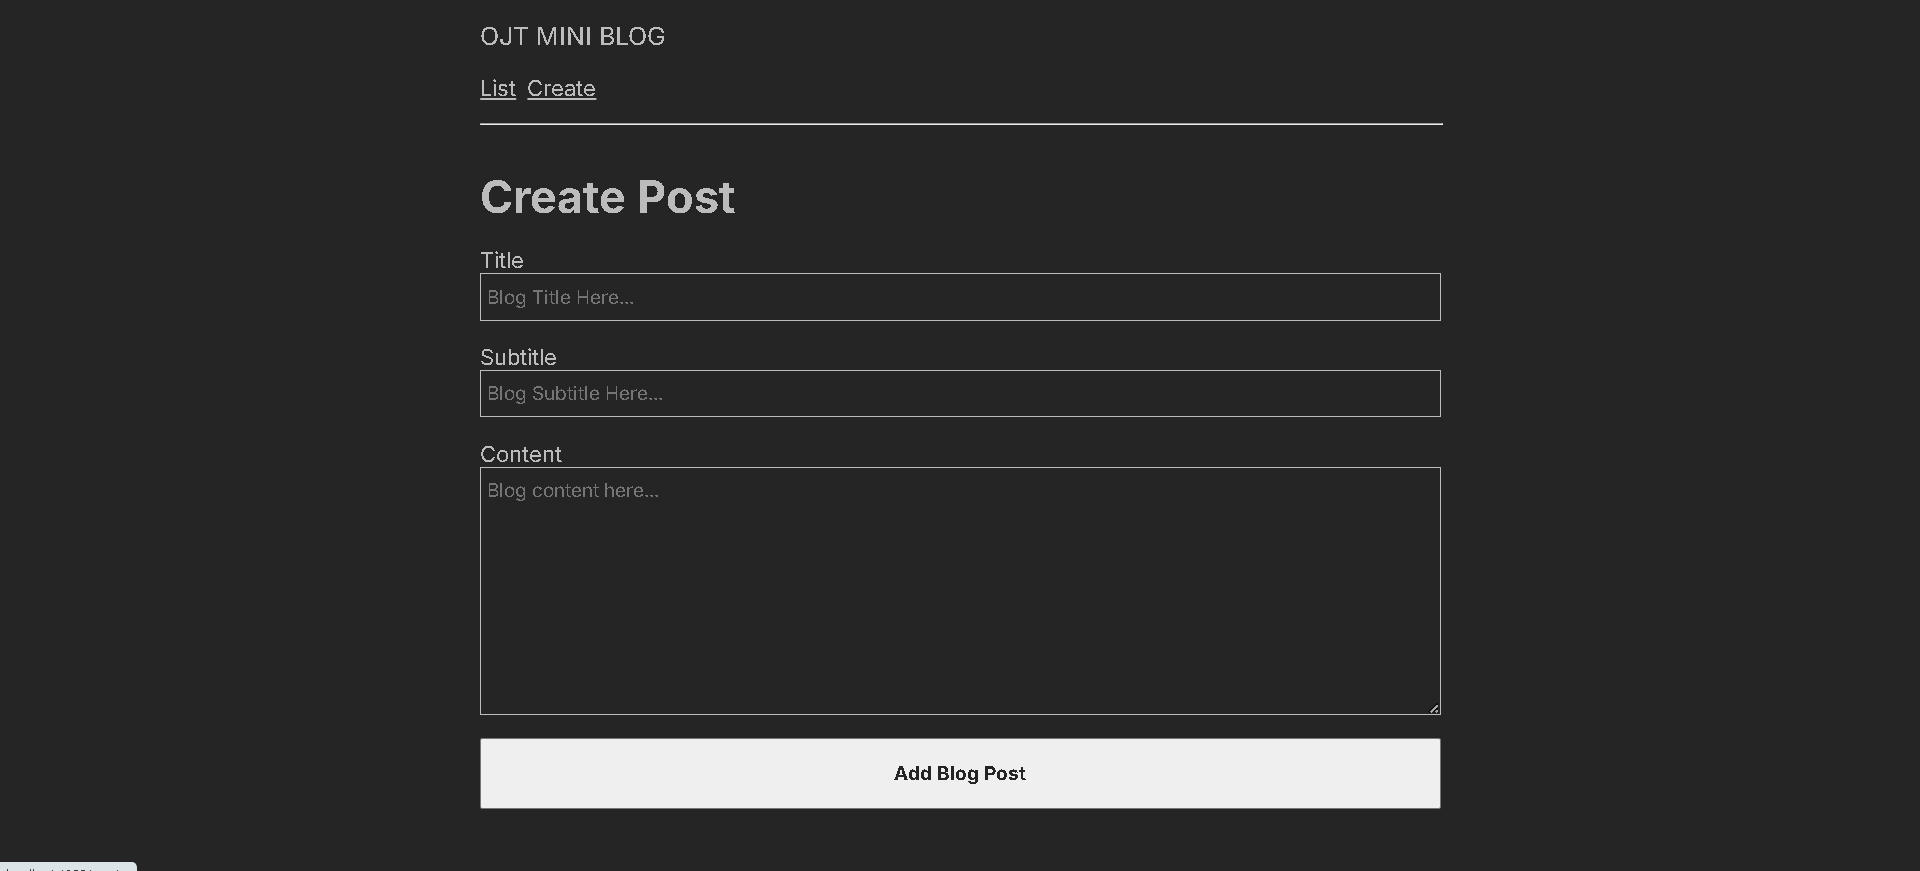 OJT MINI BLOG
List Create
Create Post
Title
Blog Title Here...
Subtitle
Blog Subtitle Here...
Content
Blog content here...
Add Blog Post